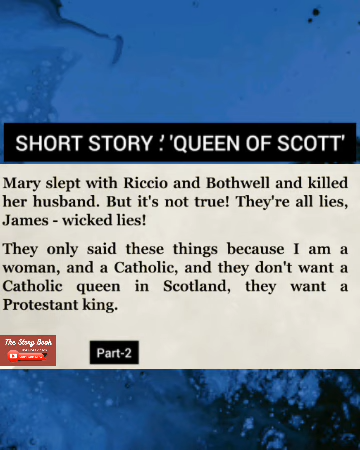 SHORT STORY :' 'QUEEN OF SCOTT'
Mary slept with Riccio and Bothwell and killed
her husband. But it's not true! They're all lies,
James - wicked lies!
They only said these things because I am a
woman, and a Catholic, and they don't want a
Catholic queen in Scotland, they want a
Protestant king.
The Story Book
Part-2